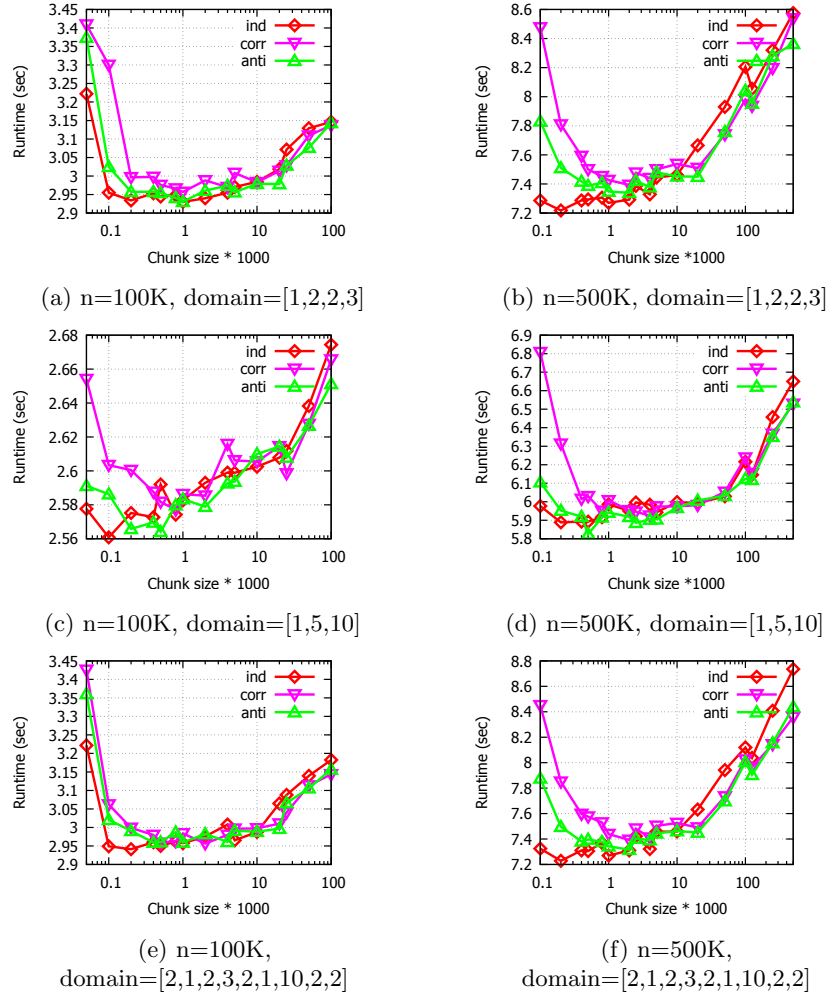 3.45
3.4
3.35
3.3
3.25
3.2
3.15
3.1
3.05
3
2.95
2.9
Runtime (sec)
ind
corr
anti
0.1 1 10 100
Chunk size * 1000
(a) n=100K, domain=[1,2,2,3]
8.6
8.4
8.2
8
7.8
7.6
7.4
7.2
Runtime (sec)
ind
corr
anti
0.1 1 10 100
Chunk size *1000
(b) n=500K, domain=[1,2,2,3]
2.68
2.66
2.64
2.62
2.6
2.58
2.56
Runtime (sec)
ind
corr
anti
0.1 1 10 100
Chunk size * 1000
(c) n=100K, domain=[1,5,10]
6.9
6.8
6.7
6.6
6.5
6.4
6.3
6.2
6.1
6
5.9
5.8
Runtime (sec)
ind
corr
anti
0.1 1 10 100
Chunk size *1000
(d) n=500K, domain=[1,5,10]
3.45
3.4
3.35
3.3
3.25
3.2
3.15
3.1
3.05
3
2.95
2.9
Runtime (sec)
ind
corr
anti
0.1 1 10 100
Chunk size * 1000
(e) n=100K,
domain=[2,1,2,3,2,1,10,2,2]
8.8
8.6
8.4
8.2
8
7.8
7.6
7.4
7.2
Runtime (sec)
ind
corr
anti
0.1 1 10 100
Chunk size * 1000
(f) n=500K,
domain=[2,1,2,3,2,1,10,2,2]